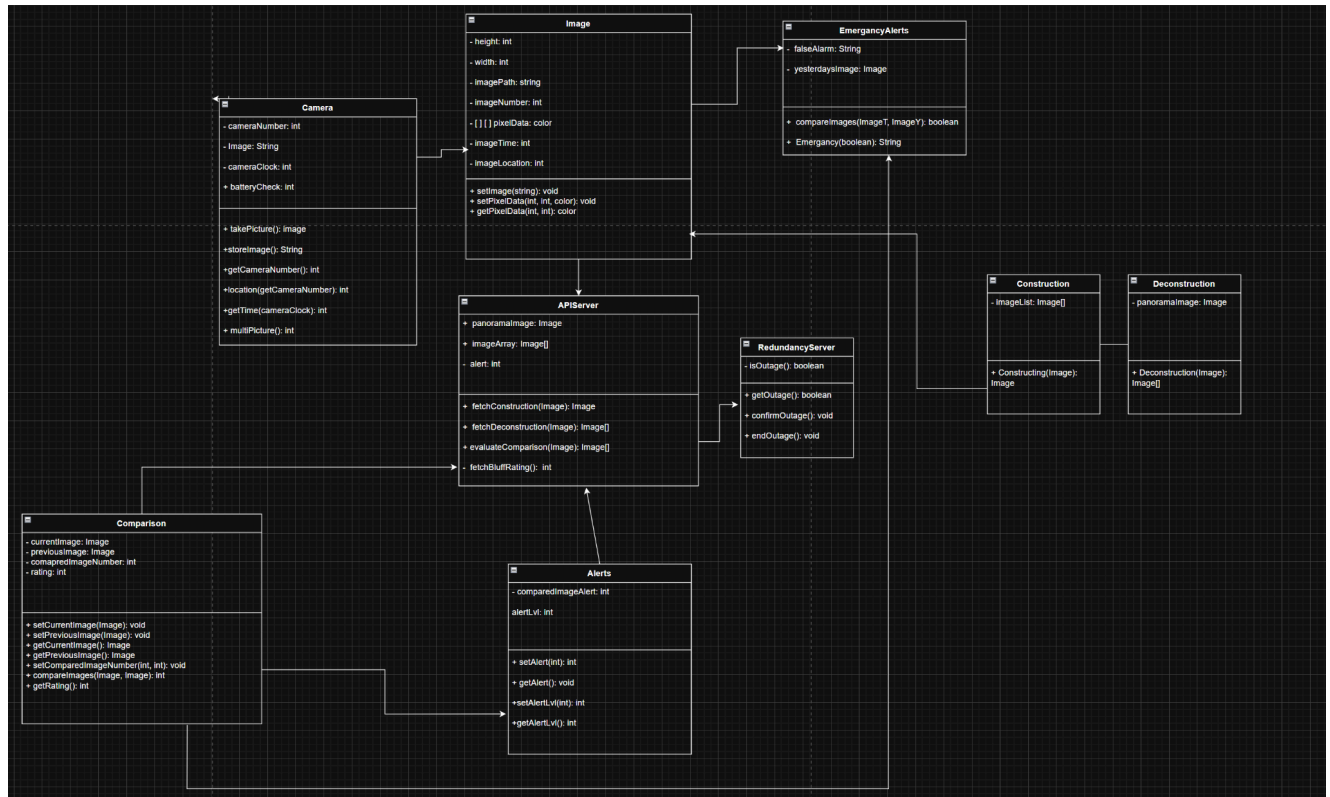 Image
- height: int
- width: int
- imagePath: string
- imageNumber: int
- [ ] [ ] pixelData: color
- imageTime: int
- imageLocation: int
+ setImage(string): void
+ setPixelData(int, int, color): void
+ getPixelData(int, int): color
EmergancyAlerts
- falseAlarm: String
- yesterdaysImage: Image
+ compareImages(ImageT, ImageY): boolean
+ Emergancy(boolean): String
Camera
- cameraNumber: int
- Image: String
- cameraClock: int
+ batteryCheck: int
+ takePicture(): image
+storeImage(): String
+getCameraNumber(): int
+location(getCameraNumber): int
+getTime(cameraClock): int
+ multiPicture(): int
Construction
- imageList: Image[]
+ Constructing(Image):
Image
Deconstruction
- panoramaImage: Image
+ Deconstruction(Image):
Image[]
APIServer
+ panoramaImage: Image
+ imageArray: Image[]
- alert: int
+ fetchConstruction(Image): Image
+ fetchDeconstruction(Image): Image[]
+ evaluateComparison(Image): Image[]
- fetchBluffRating(): int
RedundancyServer
- isOutage(): boolean
+ getOutage(): boolean
+ confirmOutage(): void
+ endOutage(): void
Comparison
- currentImage: Image
- previousImage: Image
- comapredImageNumber: int
- rating: int
+ setCurrentImage(Image): void
+ setPreviousImage(Image): void
+ getCurrentImage(): Image
+ getPreviousImage(): Image
+ setComparedImageNumber(int, int): void
+ compareImages(Image, Image): int
+ getRating(): int
Alerts
- comparedImageAlert: int
alertLvl: int
+ setAlert(int): int
+ getAlert(): void
+setAlertLvl(int): int
+getAlertLvl(): int